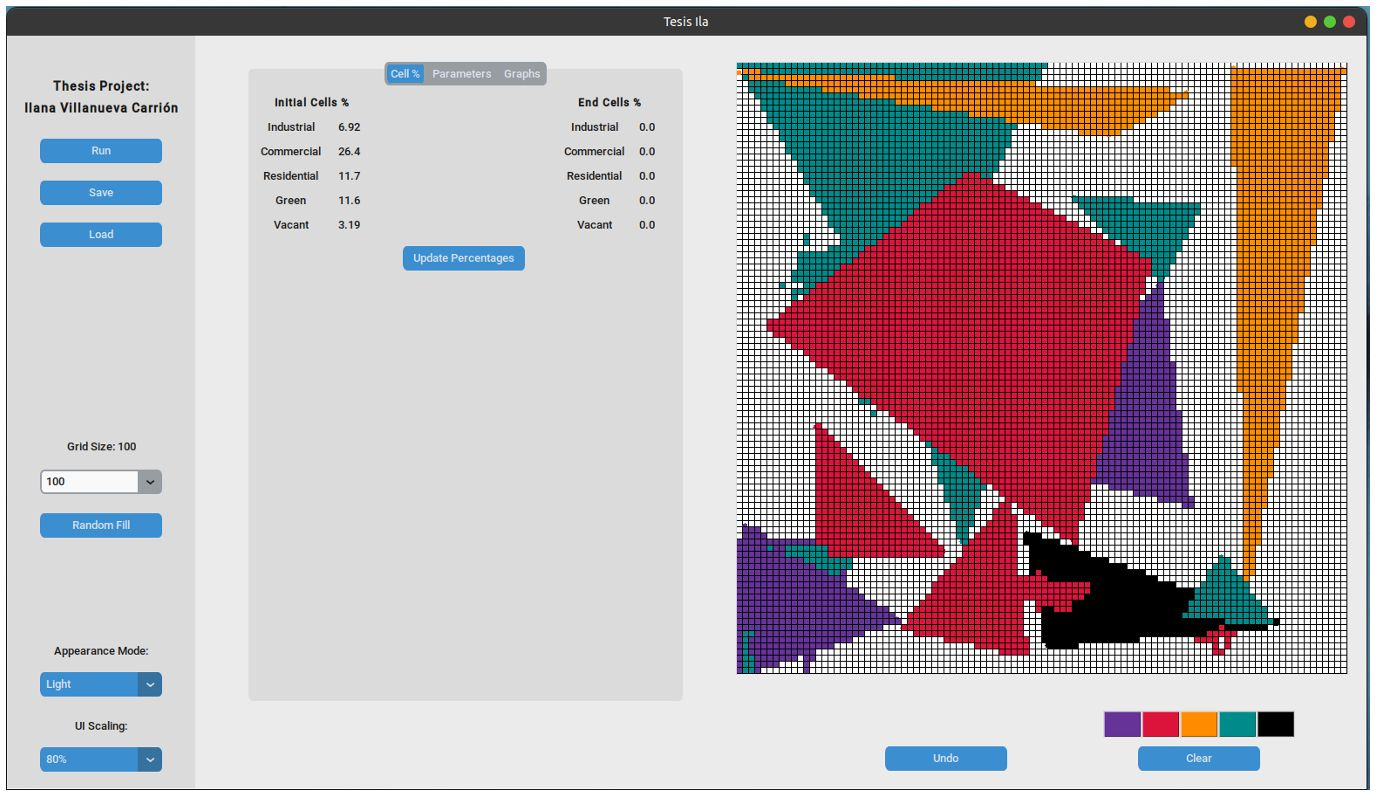 Tesis Ila
Thesis Project:
Ilana Villanueva Carrión
Run
Save
Load
Grid Size: 100
100
Random Fill
Appearance Mode:
Light
UI Scaling:
80%
Cell % Parameters Graphs
Initial Cells % End Cells %
Industrial 6.92 Industrial 0.0
Commercial 26.4 Commercial 0.0
Residential 11.7 Residential 0.0
Green 11.6 Green 0.0
Vacant 3.19 Vacant 0.0
Update Percentages
Undo Clear